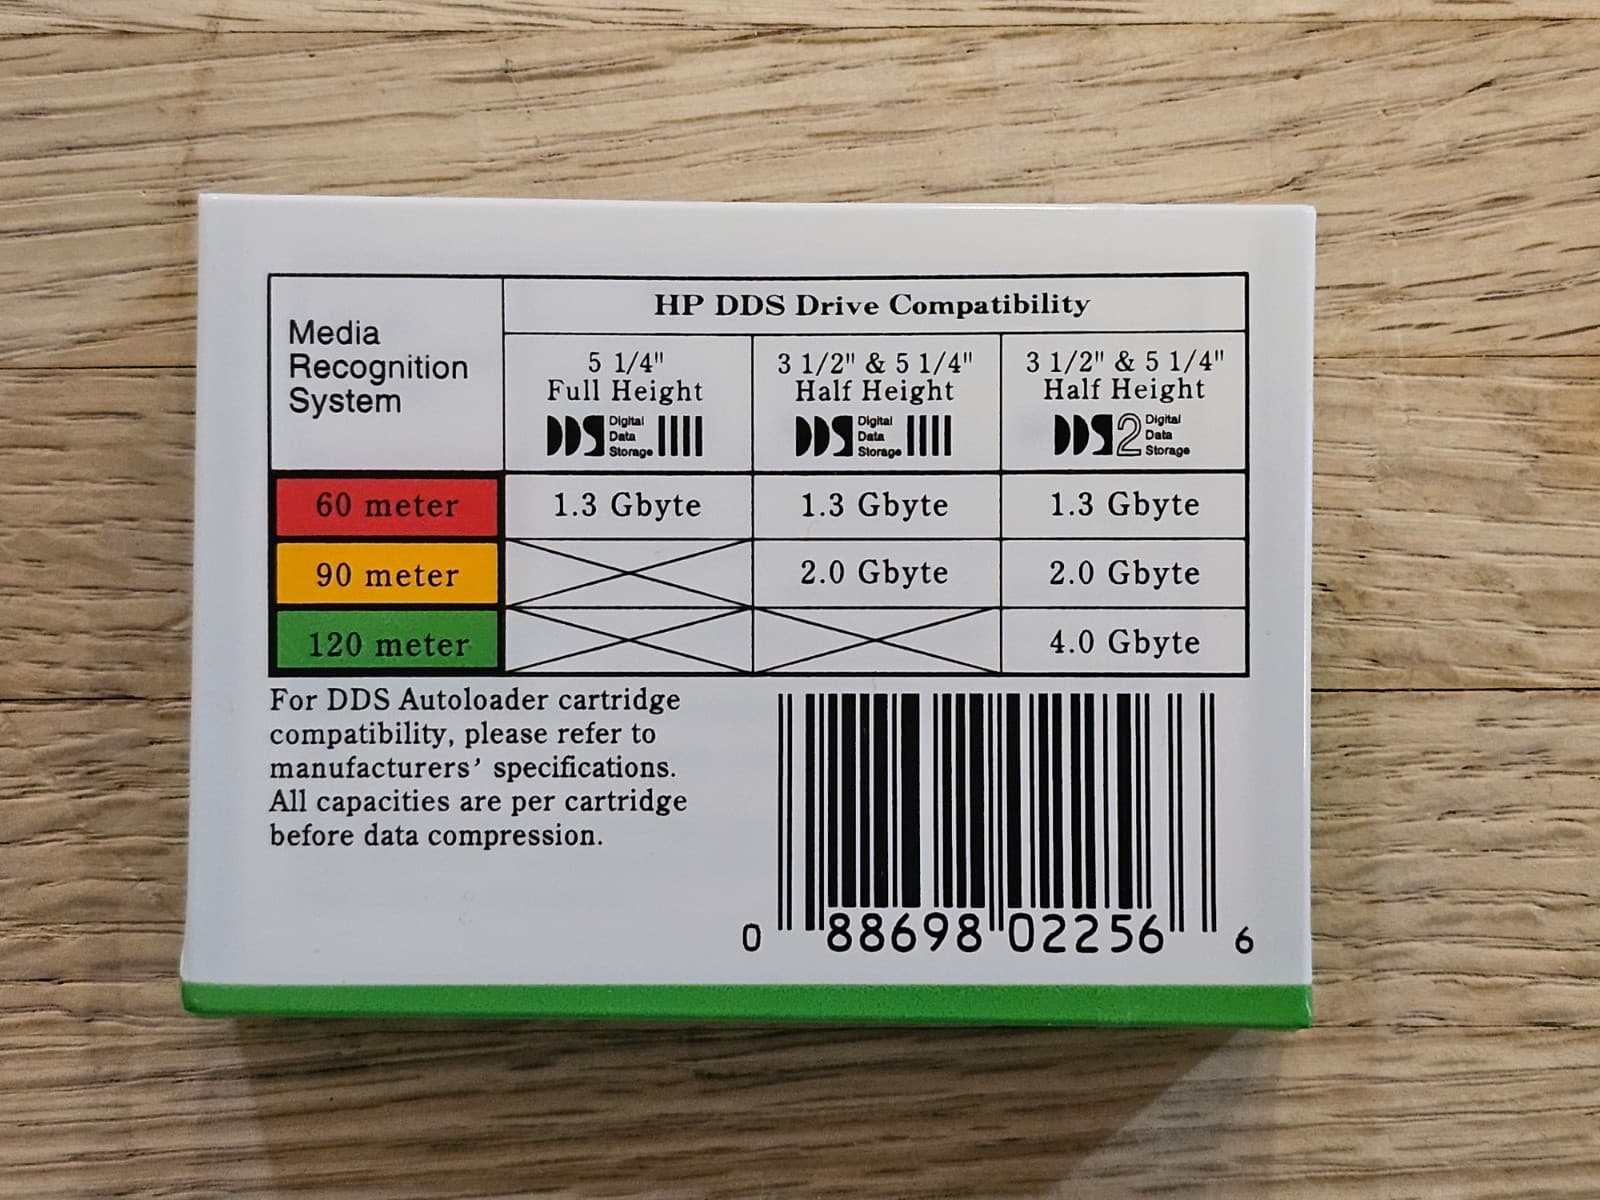 HP DDS Drive Compatibility
Media
Recognition
System
5 1/4"
Full Height
DDS Digital Data Storage
3 1/2" & 5 1/4"
Half Height
DDS Digital Data Storage
3 1/2" & 5 1/4"
Half Height
DDS2 Digital Data Storage
60 meter 1.3 Gbyte 1.3 Gbyte 1.3 Gbyte
90 meter 2.0 Gbyte 2.0 Gbyte
120 meter 4.0 Gbyte
For DDS Autoloader cartridge
compatibility, please refer to
manufacturers' specifications.
All capacities are per cartridge
before data compression.
0 88698 02256 6